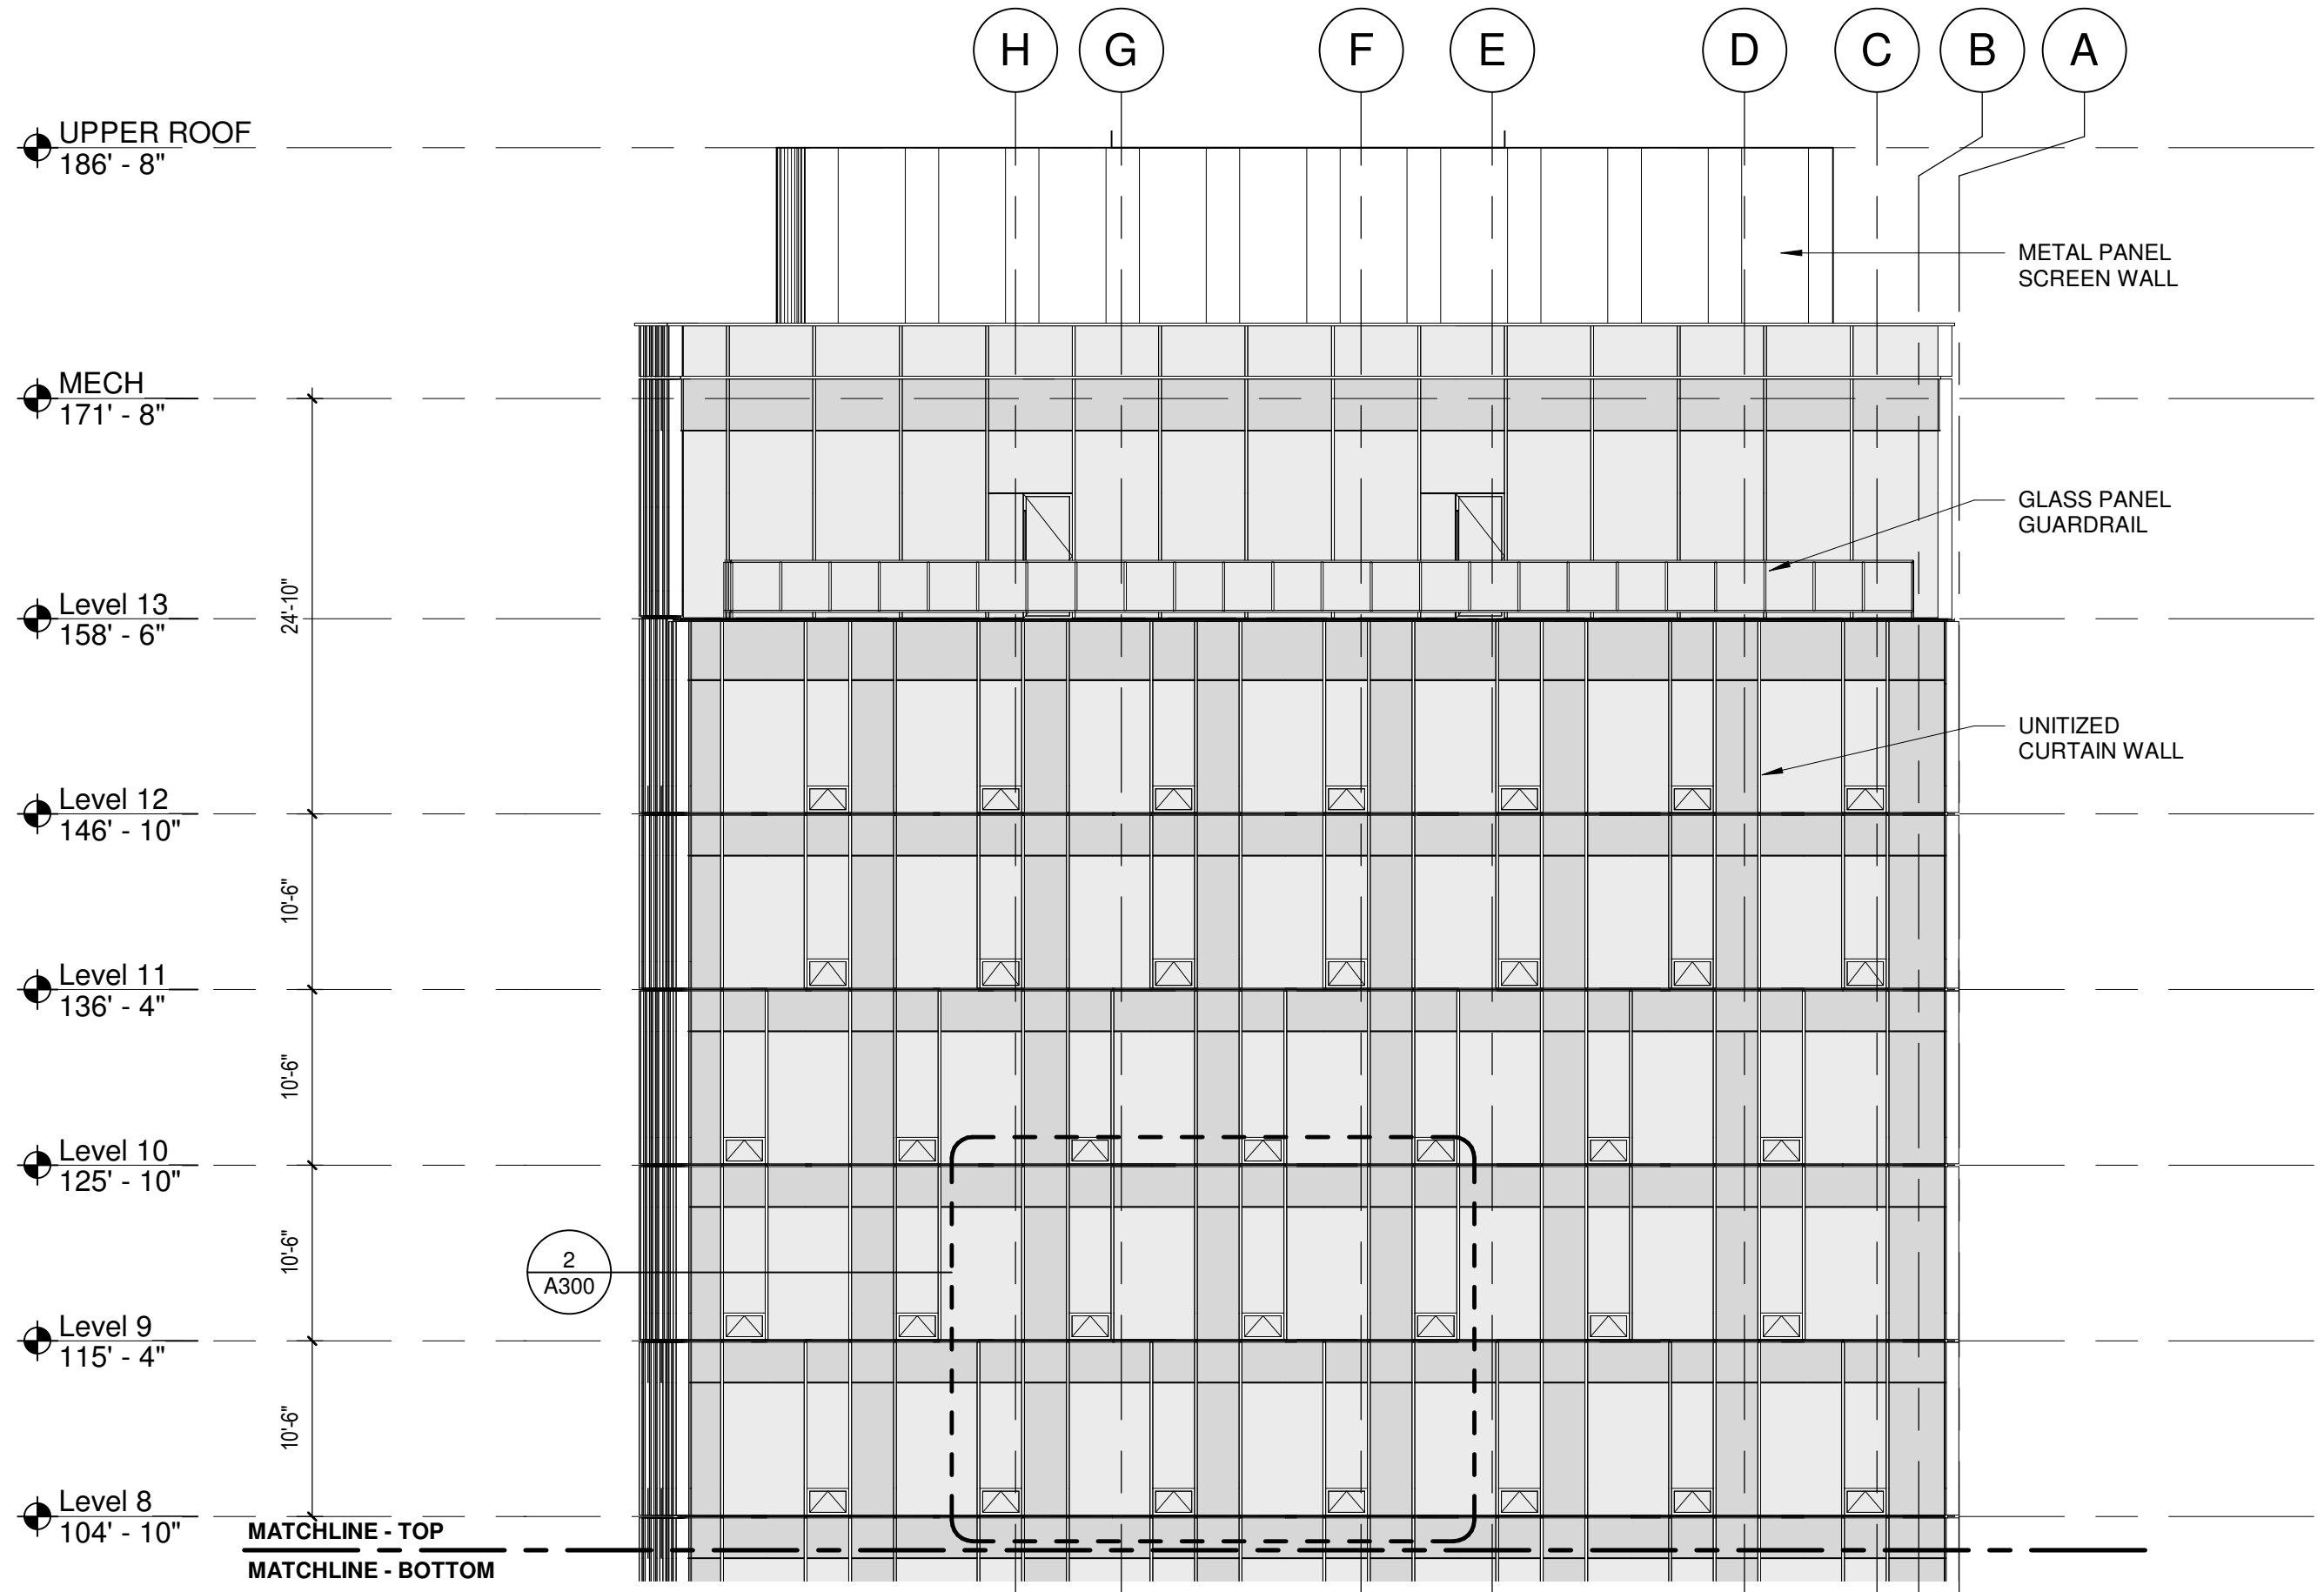 H G F E D C B A
UPPER ROOF
186' - 8"
METAL PANEL
SCREEN WALL
MECH
171' - 8"
GLASS PANEL
GUARDRAIL
24'-10"
Level 13
158' - 6"
UNITIZED
CURTAIN WALL
Level 12
146' - 10"
10'-6"
Level 11
136' - 4"
10'-6"
Level 10
125' - 10"
10'-6"
2
A300
Level 9
115' - 4"
10'-6"
Level 8
104' - 10"
MATCHLINE - TOP
MATCHLINE - BOTTOM